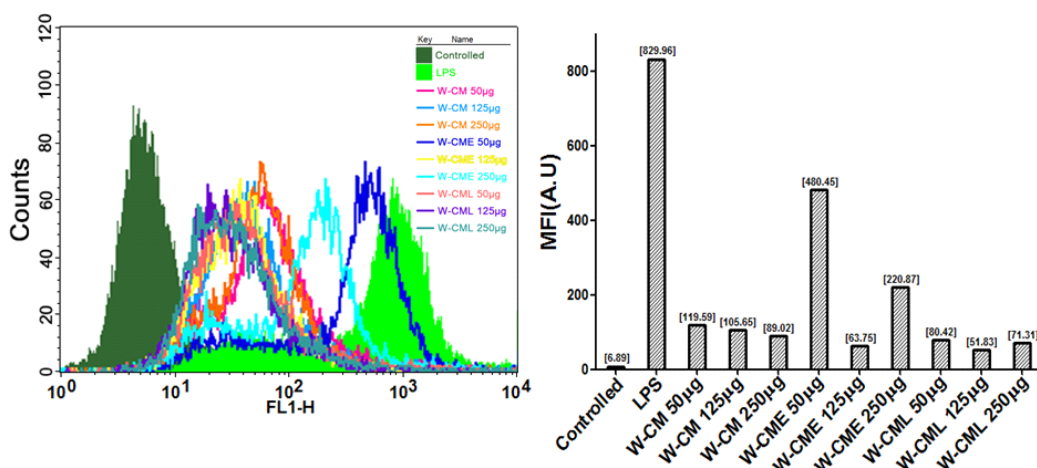 120
100
80
60
40
20
0
Counts
10⁰
10¹
10²
10³
10⁴
FL1-H
Key Name
Controlled
LPS
W-CM 50µg
W-CM 125µg
W-CM 250µg
W-CME 50µg
W-CME 125µg
W-CME 250µg
W-CML 50µg
W-CML 125µg
W-CML 250µg
MFI(A.U)
800
600
400
200
0
[6.89]
[829.96]
[119.59]
[105.65]
[89.02]
[480.45]
[63.75]
[220.87]
[80.42]
[51.83]
[71.31]
Controlled
LPS
W-CM 50µg
W-CM 125µg
W-CM 250µg
W-CME 50µg
W-CME 125µg
W-CME 250µg
W-CML 50µg
W-CML 125µg
W-CML 250µg